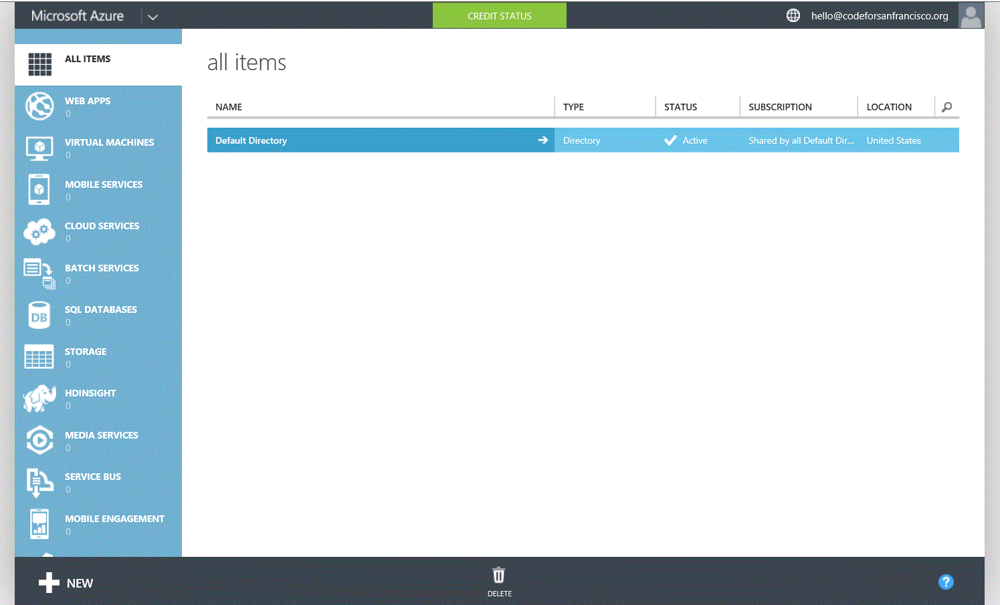 Microsoft Azure
CREDIT STATUS
hello@codeforsanfrancisco.org
ALL ITEMS
WEB APPS
0
VIRTUAL MACHINES
0
MOBILE SERVICES
0
CLOUD SERVICES
0
BATCH SERVICES
0
DB
SQL DATABASES
0
STORAGE
0
HDINSIGHT
0
MEDIA SERVICES
0
SERVICE BUS
0
MOBILE ENGAGEMENT
0
all items
NAME TYPE STATUS SUBSCRIPTION LOCATION
Default Directory Directory Active Shared by all Default Dir... United States
NEW
DELETE
?